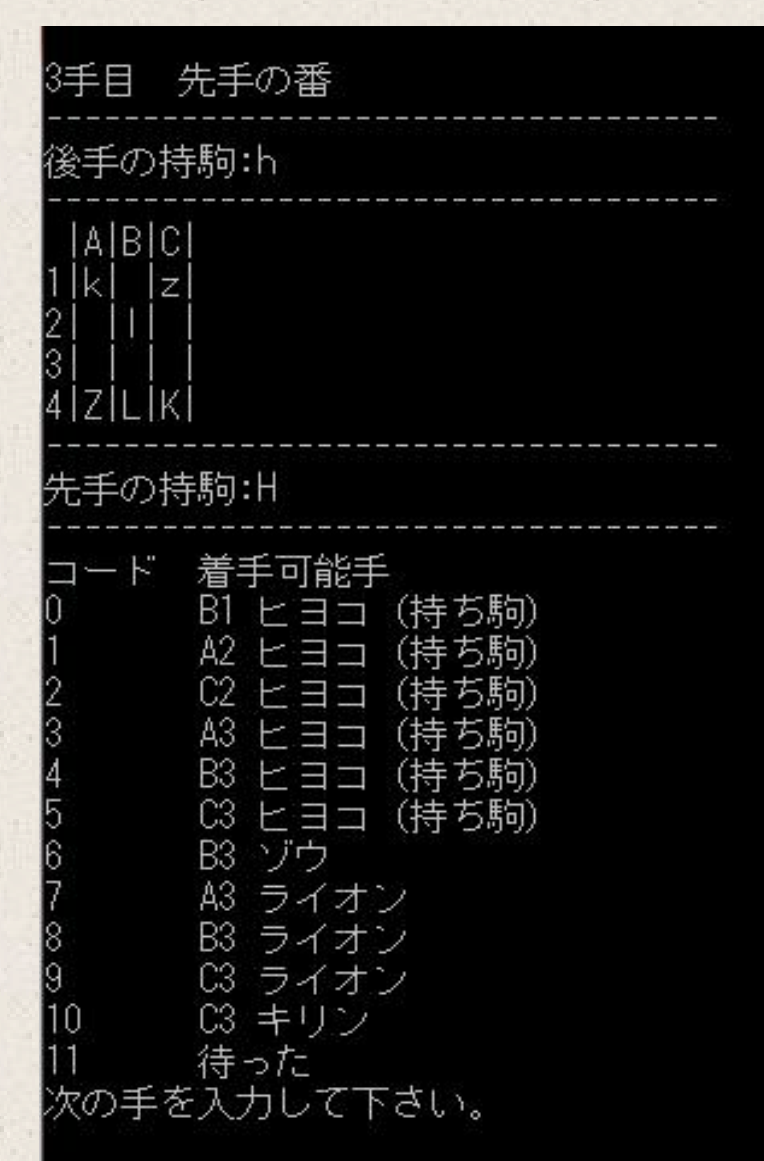 3手目 先手の番
-----------------------------------
後手の持駒:h
-----------------------------------
 |A|B|C|
1|k| |z|
2| |l| |
3| | | |
4|Z|L|K|
-----------------------------------
先手の持駒:H
-----------------------------------
コード 着手可能手
0 B1 ヒヨコ (持ち駒)
1 A2 ヒヨコ (持ち駒)
2 C2 ヒヨコ (持ち駒)
3 A3 ヒヨコ (持ち駒)
4 B3 ヒヨコ (持ち駒)
5 C3 ヒヨコ (持ち駒)
6 B3 ゾウ
7 A3 ライオン
8 B3 ライオン
9 C3 ライオン
10 C3 キリン
11 待った
次の手を入力して下さい。